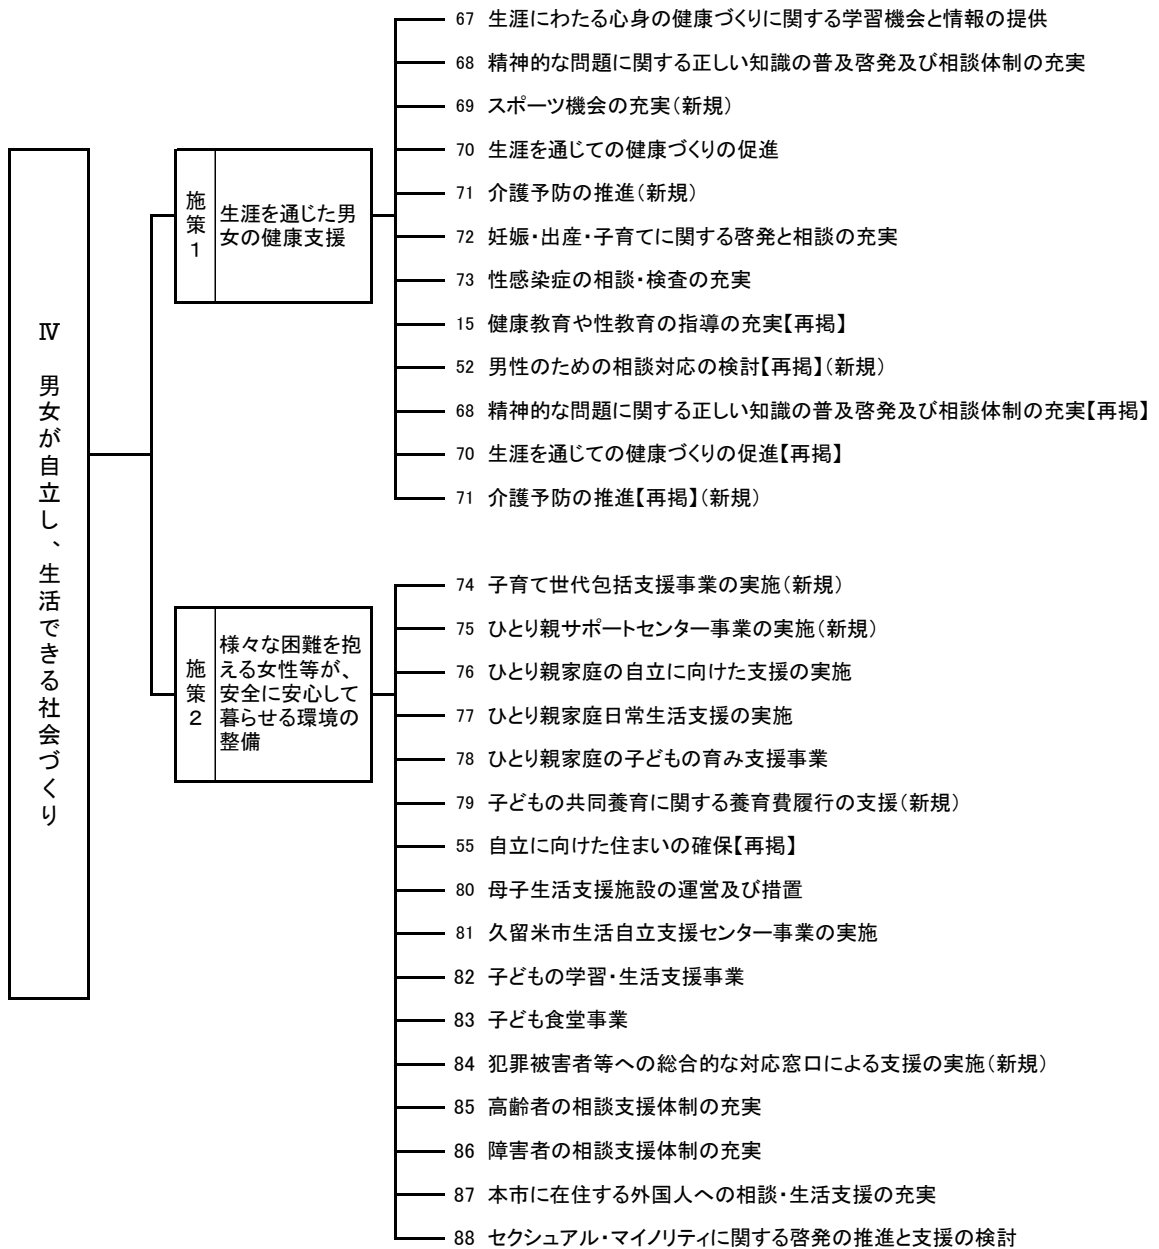 Ⅳ 男女が自立し、生活できる社会づくり
施策1
生涯を通じた男
女の健康支援
67 生涯にわたる心身の健康づくりに関する学習機会と情報の提供
68 精神的な問題に関する正しい知識の普及啓発及び相談体制の充実
69 スポーツ機会の充実(新規)
70 生涯を通じての健康づくりの促進
71 介護予防の推進(新規)
72 妊娠・出産・子育てに関する啓発と相談の充実
73 性感染症の相談・検査の充実
15 健康教育や性教育の指導の充実【再掲】
52 男性のための相談対応の検討【再掲】(新規)
68 精神的な問題に関する正しい知識の普及啓発及び相談体制の充実【再掲】
70 生涯を通じての健康づくりの促進【再掲】
71 介護予防の推進【再掲】(新規)
施策2
様々な困難を抱
える女性等が、
安全に安心して
暮らせる環境の
整備
74 子育て世代包括支援事業の実施(新規)
75 ひとり親サポートセンター事業の実施(新規)
76 ひとり親家庭の自立に向けた支援の実施
77 ひとり親家庭日常生活支援の実施
78 ひとり親家庭の子どもの育み支援事業
79 子どもの共同養育に関する養育費履行の支援(新規)
55 自立に向けた住まいの確保【再掲】
80 母子生活支援施設の運営及び措置
81 久留米市生活自立支援センター事業の実施
82 子どもの学習・生活支援事業
83 子ども食堂事業
84 犯罪被害者等への総合的な対応窓口による支援の実施(新規)
85 高齢者の相談支援体制の充実
86 障害者の相談支援体制の充実
87 本市に在住する外国人への相談・生活支援の充実
88 セクシュアル・マイノリティに関する啓発の推進と支援の検討